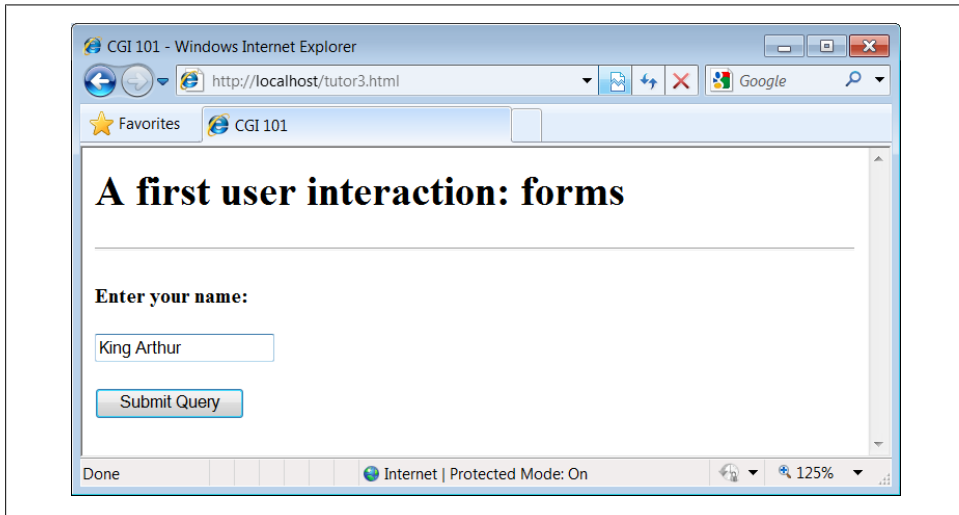 CGI 101 - Windows Internet Explorer
http://localhost/tutor3.html
Google
Favorites
CGI 101
A first user interaction: forms
Enter your name:
King Arthur
Submit Query
Done
Internet | Protected Mode: On
125%